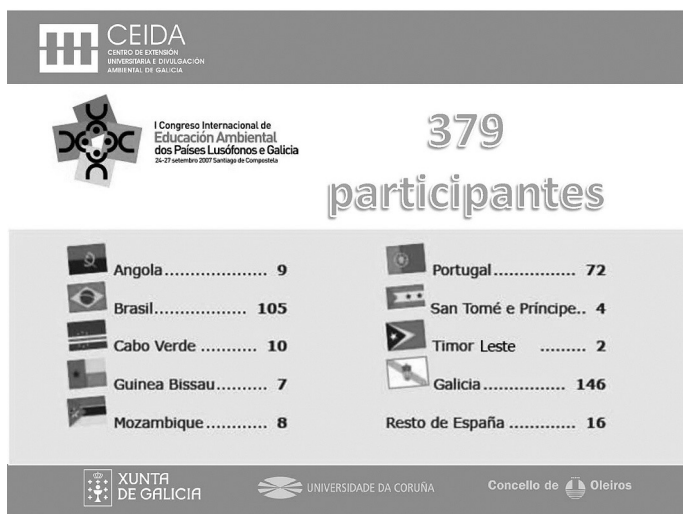 CEIDA
CENTRO DE EXTENSIÓN
UNIVERSITARIA E DIVULGACIÓN
AMBIENTAL DE GALICIA
I Congreso Internacional de
Educación Ambiental
dos Países Lusófonos e Galicia
24-27 setembro 2007 Santiago de Compostela
379
participantes
Angola.................... 9
Brasil.................. 105
Cabo Verde ........... 10
Guinea Bissau.......... 7
Mozambique ............ 8
Portugal................ 72
San Tomé e Príncipe.. 4
Timor Leste ......... 2
Galicia................ 146
Resto de España ............. 16
XUNTA
DE GALICIA
UNIVERSIDADE DA CORUÑA
Concello de Oleiros